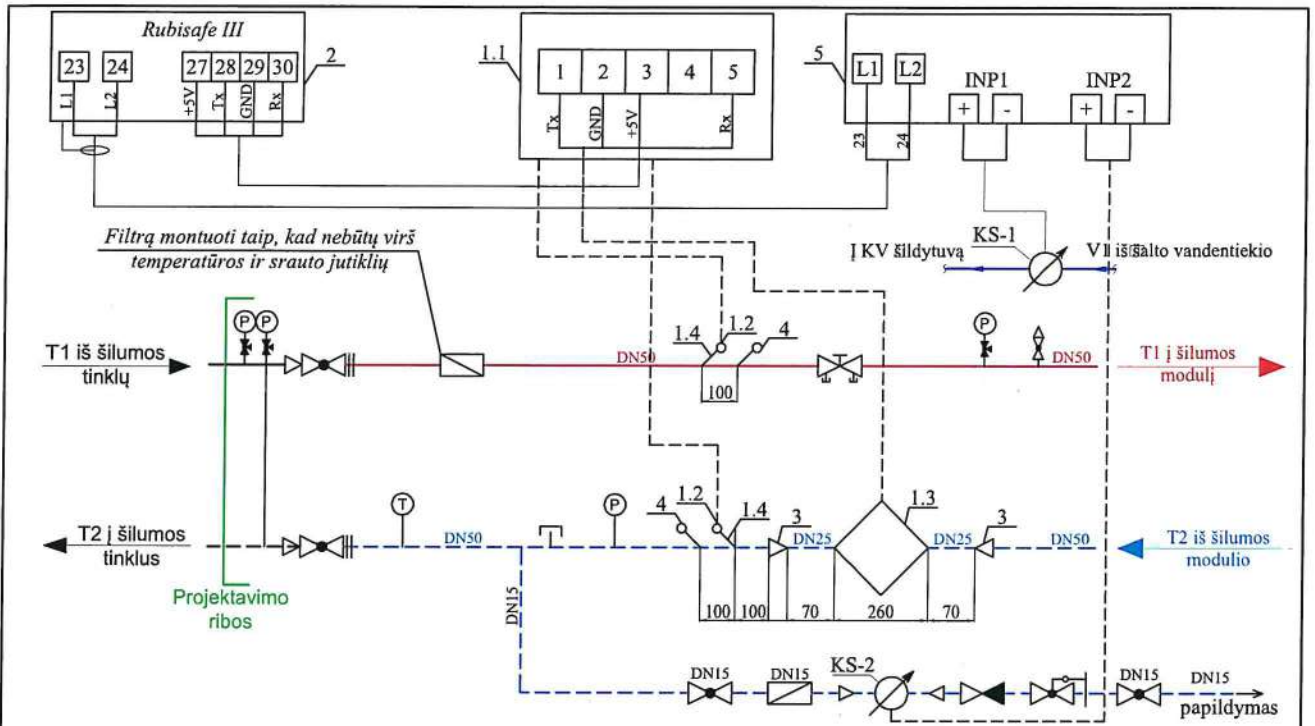 Rubisafe III
23 24 27 28 29 30
2
L1 L2 +5V Tx GND Rx
1.1
1 2 3 4 5
Tx GND +5V Rx
5
L1 L2 INP1 INP2
+ - + -
23 24
Filtrą montuoti taip, kad nebūtų virš
temperatūros ir srauto jutiklių
KS-1
Į KV šildytuvą
V1 iš šalto vandentiekio
P P
T1 iš šilumos
tinklų
DN50
1.4 1.2 4
100
P
DN50
T1 į šilumos
modulį
T2 į šilumos
tinklus
T
DN50
P
4 1.2 1.4 3
DN25
1.3
DN25
3
DN50
T2 iš šilumos
modulio
Projektavimo
ribos
100 100 70 260 70
DN15
DN15
DN15
KS-2
DN15
DN15
papildymas